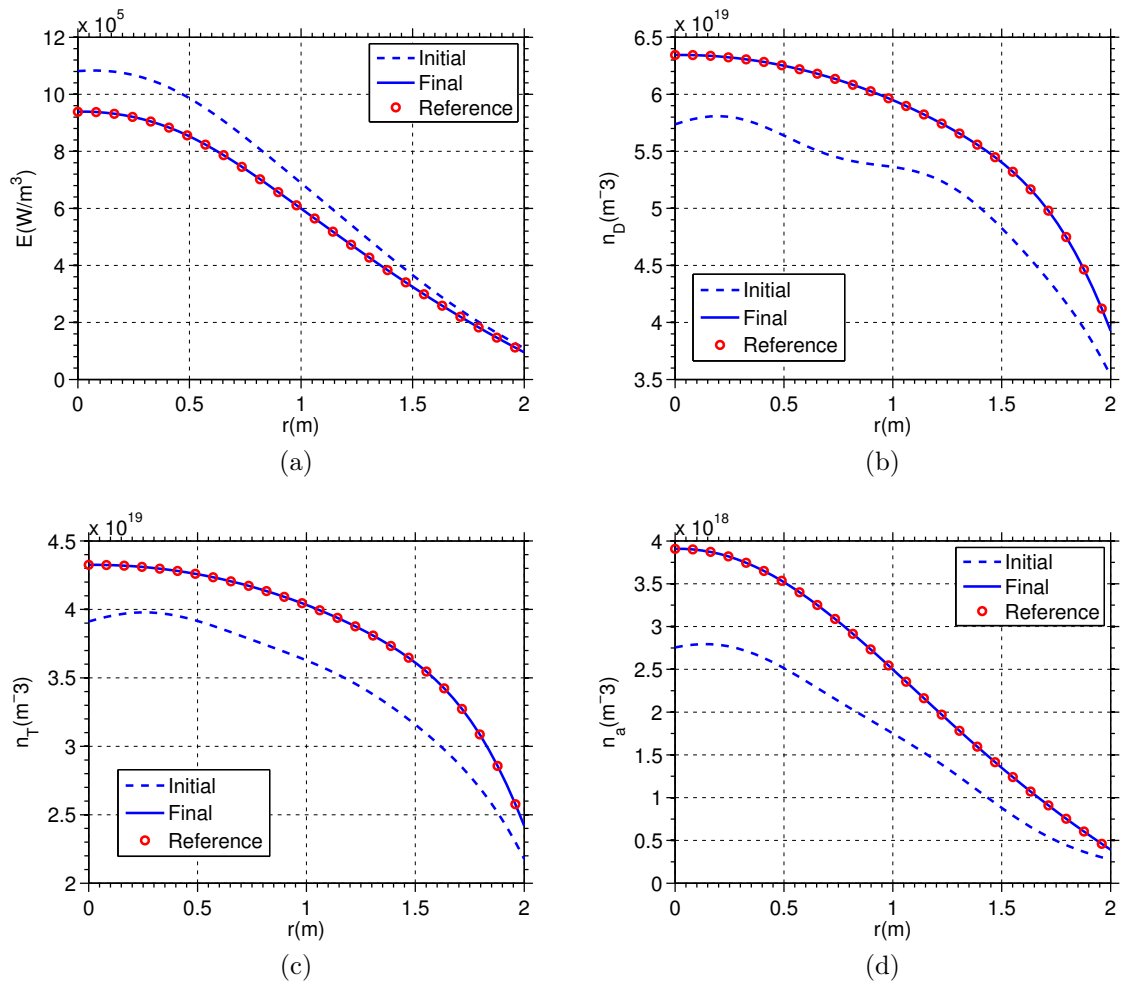 x 10^5
12
10
8
6
4
2
0
E(W/m^3)
Initial
Final
Reference
0 0.5 1 1.5 2
r(m)
(a)
x 10^19
6.5
6
5.5
5
4.5
4
3.5
n_D(m^-3)
Initial
Final
Reference
0 0.5 1 1.5 2
r(m)
(b)
x 10^19
4.5
4
3.5
3
2.5
2
n_T(m^-3)
Initial
Final
Reference
0 0.5 1 1.5 2
r(m)
(c)
x 10^18
4
3.5
3
2.5
2
1.5
1
0.5
0
n_a(m^-3)
Initial
Final
Reference
0 0.5 1 1.5 2
r(m)
(d)